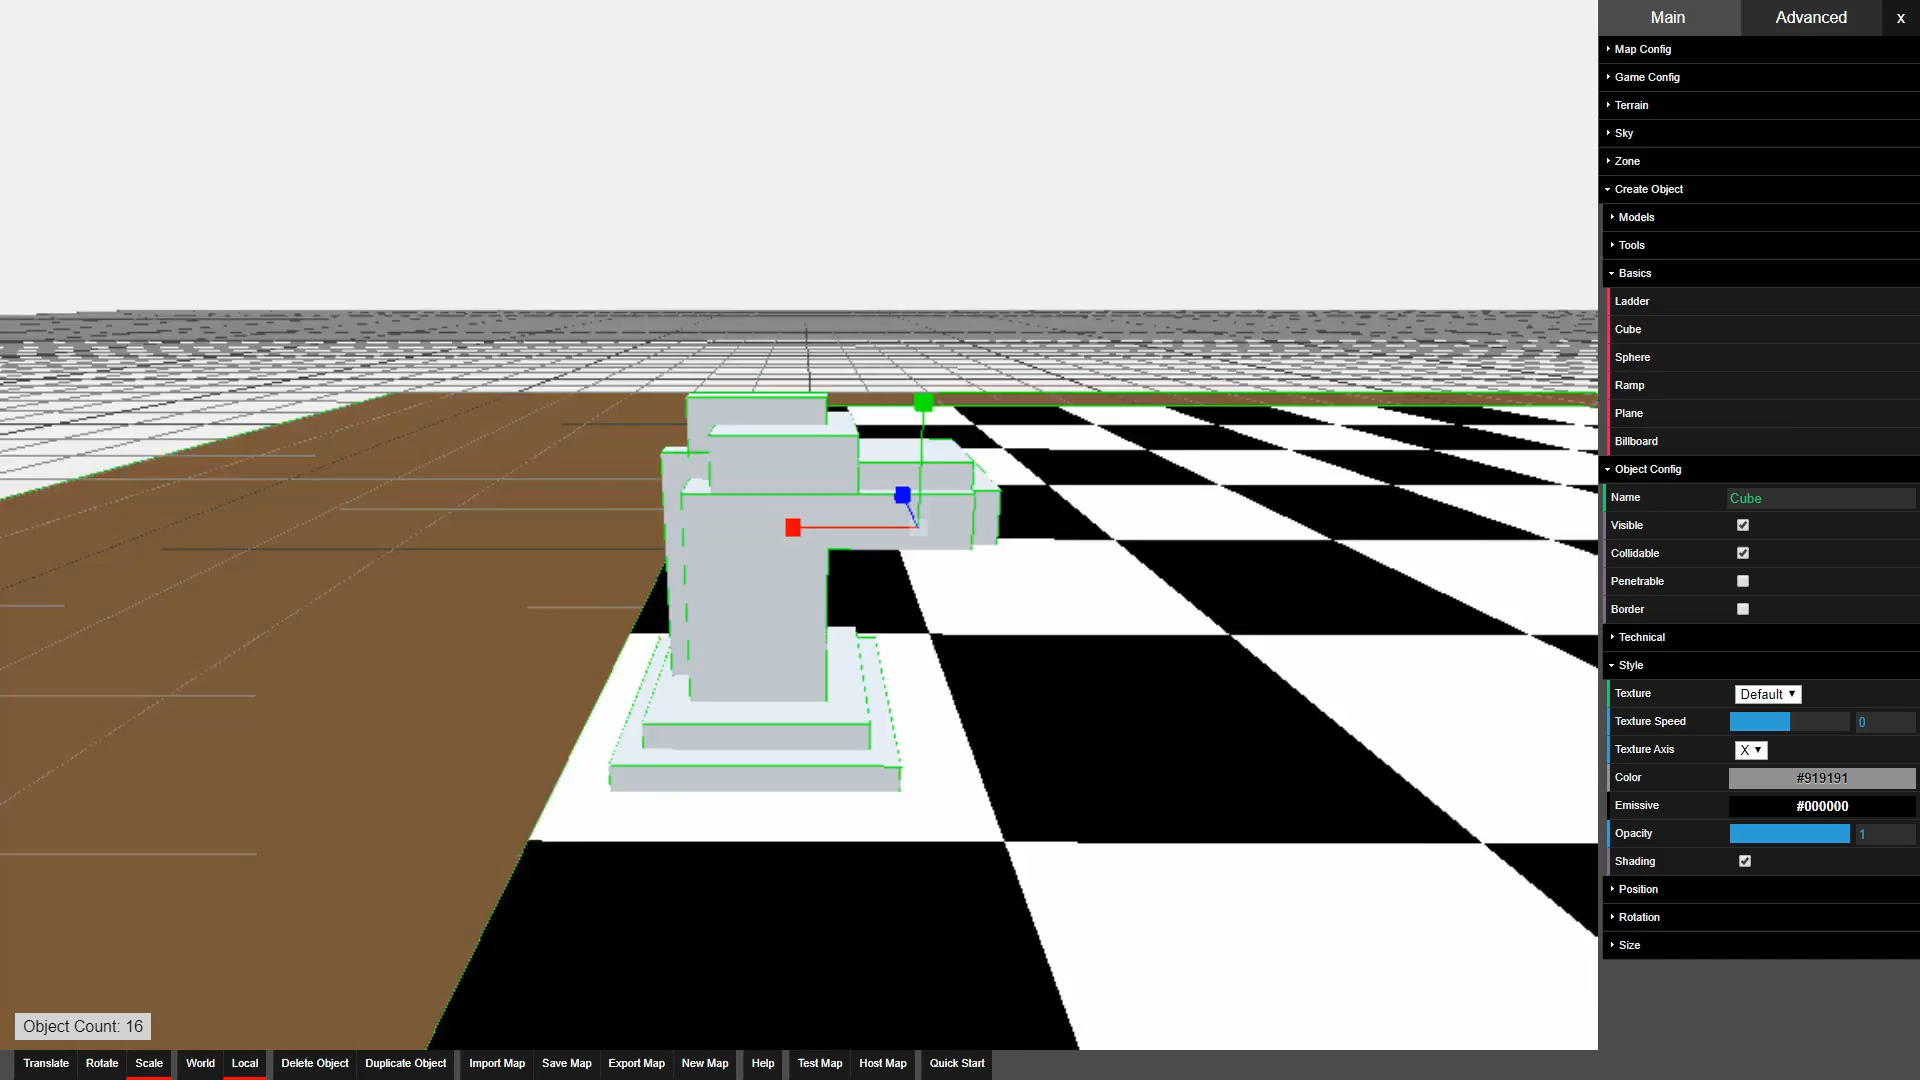 Main Advanced x
Map Config
Game Config
Terrain
Sky
Zone
Create Object
Models
Tools
Basics
Ladder
Cube
Sphere
Ramp
Plane
Billboard
Object Config
Name Cube
Visible
Collidable
Penetrable
Border
Technical
Style
Texture Default
Texture Speed 0
Texture Axis X
Color #919191
Emissive #000000
Opacity 1
Shading
Position
Rotation
Size
Object Count: 16
Translate Rotate Scale World Local Delete Object Duplicate Object Import Map Save Map Export Map New Map Help Test Map Host Map Quick Start